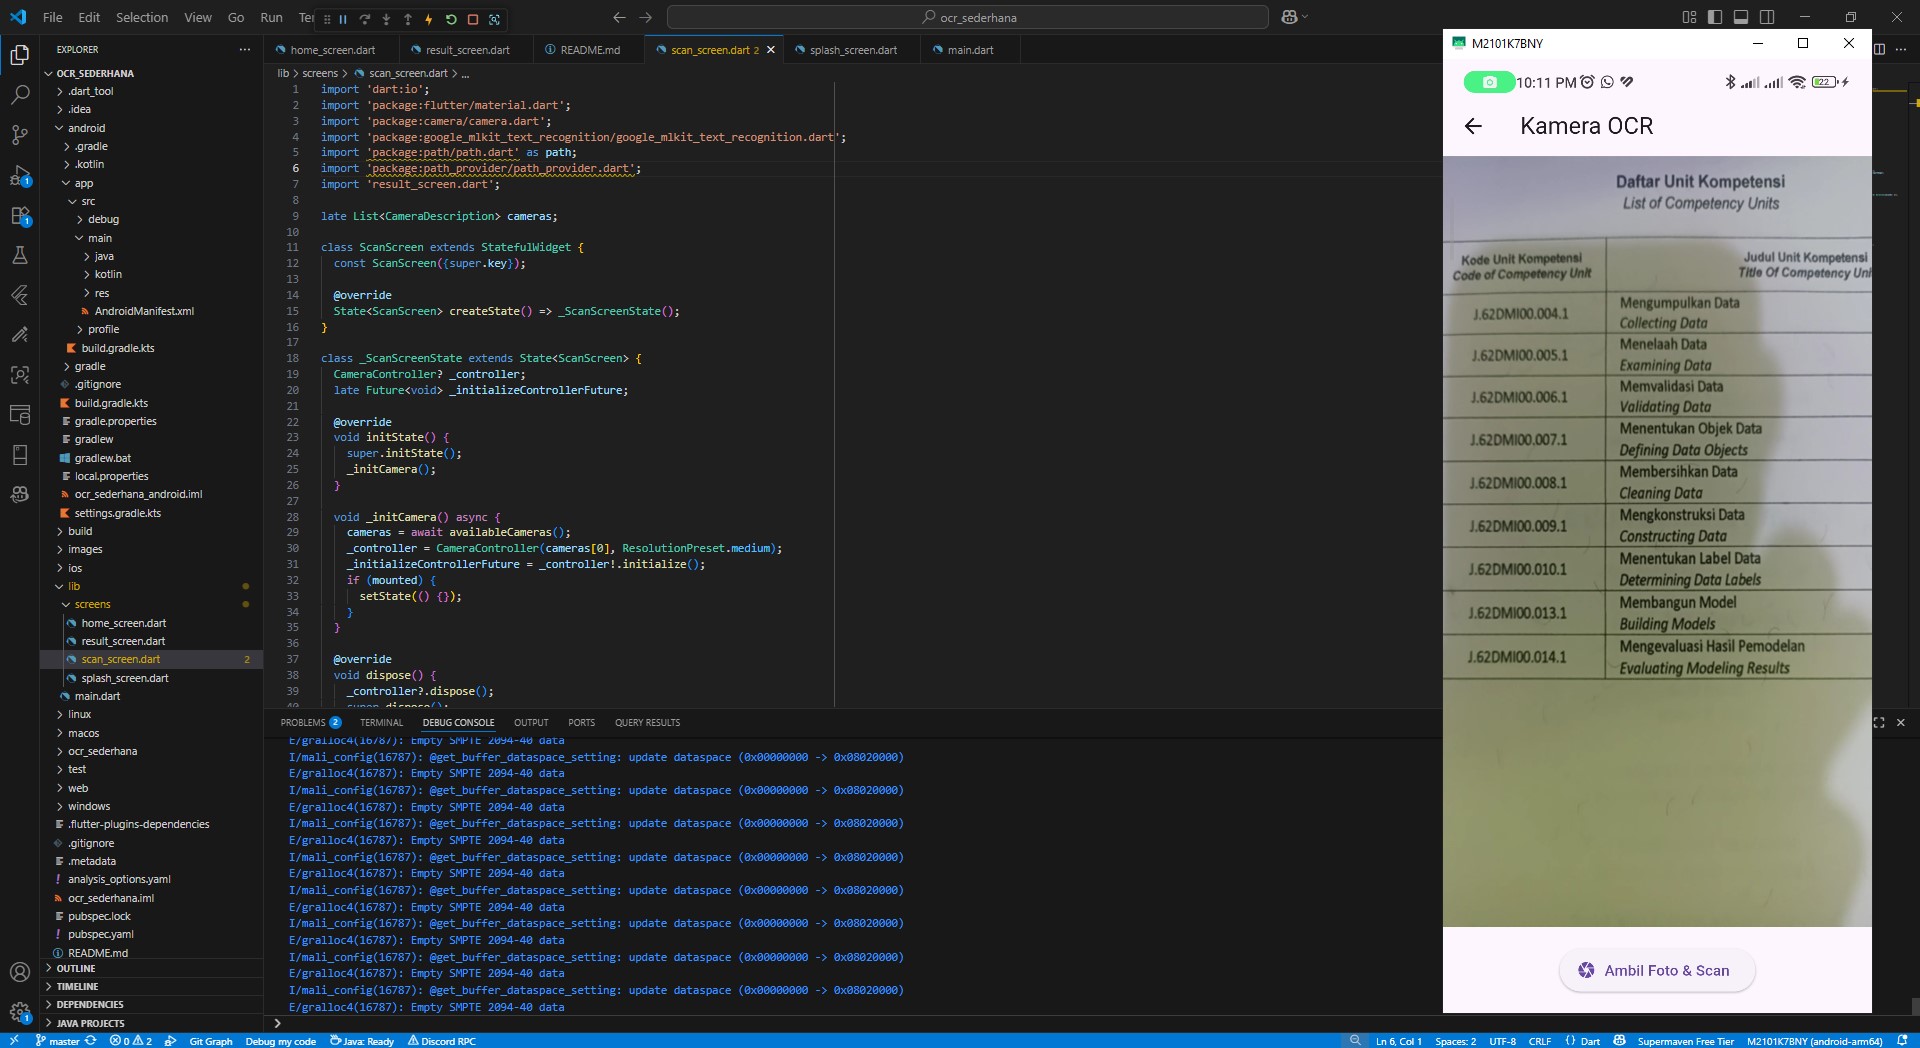 File Edit Selection View Go Run Ter
ocr_sederhana
EXPLORER
OCR_SEDERHANA
.dart_tool
.idea
android
.gradle
.kotlin
app
src
debug
main
java
kotlin
res
AndroidManifest.xml
profile
build.gradle.kts
gradle
.gitignore
build.gradle.kts
gradle.properties
gradlew
gradlew.bat
local.properties
ocr_sederhana_android.iml
settings.gradle.kts
build
images
ios
lib
screens
home_screen.dart
result_screen.dart
scan_screen.dart 2
splash_screen.dart
main.dart
linux
macos
ocr_sederhana
test
web
windows
.flutter-plugins-dependencies
.gitignore
.metadata
analysis_options.yaml
ocr_sederhana.iml
pubspec.lock
pubspec.yaml
README.md
OUTLINE
TIMELINE
DEPENDENCIES
JAVA PROJECTS
home_screen.dart result_screen.dart README.md scan_screen.dart 2 splash_screen.dart main.dart
lib > screens > scan_screen.dart > ...
1 import 'dart:io';
2 import 'package:flutter/material.dart';
3 import 'package:camera/camera.dart';
4 import 'package:google_mlkit_text_recognition/google_mlkit_text_recognition.dart';
5 import 'package:path/path.dart' as path;
6 import 'package:path_provider/path_provider.dart';
7 import 'result_screen.dart';
8
9 late List<CameraDescription> cameras;
10
11 class ScanScreen extends StatefulWidget {
12 const ScanScreen({super.key});
13
14 @override
15 State<ScanScreen> createState() => _ScanScreenState();
16 }
17
18 class _ScanScreenState extends State<ScanScreen> {
19 CameraController? _controller;
20 late Future<void> _initializeControllerFuture;
21
22 @override
23 void initState() {
24 super.initState();
25 _initCamera();
26 }
27
28 void _initCamera() async {
29 cameras = await availableCameras();
30 _controller = CameraController(cameras[0], ResolutionPreset.medium);
31 _initializeControllerFuture = _controller!.initialize();
32 if (mounted) {
33 setState(() {});
34 }
35 }
36
37 @override
38 void dispose() {
39 _controller?.dispose();
40 super.dispose();
PROBLEMS 2 TERMINAL DEBUG CONSOLE OUTPUT PORTS QUERY RESULTS
E/gralloc4(16787): Empty SMPTE 2094-40 data
I/mali_config(16787): @get_buffer_dataspace_setting: update dataspace (0x00000000 -> 0x08020000)
E/gralloc4(16787): Empty SMPTE 2094-40 data
I/mali_config(16787): @get_buffer_dataspace_setting: update dataspace (0x00000000 -> 0x08020000)
E/gralloc4(16787): Empty SMPTE 2094-40 data
I/mali_config(16787): @get_buffer_dataspace_setting: update dataspace (0x00000000 -> 0x08020000)
E/gralloc4(16787): Empty SMPTE 2094-40 data
I/mali_config(16787): @get_buffer_dataspace_setting: update dataspace (0x00000000 -> 0x08020000)
E/gralloc4(16787): Empty SMPTE 2094-40 data
I/mali_config(16787): @get_buffer_dataspace_setting: update dataspace (0x00000000 -> 0x08020000)
E/gralloc4(16787): Empty SMPTE 2094-40 data
I/mali_config(16787): @get_buffer_dataspace_setting: update dataspace (0x00000000 -> 0x08020000)
E/gralloc4(16787): Empty SMPTE 2094-40 data
I/mali_config(16787): @get_buffer_dataspace_setting: update dataspace (0x00000000 -> 0x08020000)
E/gralloc4(16787): Empty SMPTE 2094-40 data
I/mali_config(16787): @get_buffer_dataspace_setting: update dataspace (0x00000000 -> 0x08020000)
E/gralloc4(16787): Empty SMPTE 2094-40 data
M2101K7BNY
10:11 PM 22
Kamera OCR
Daftar Unit Kompetensi
List of Competency Units
Kode Unit Kompetensi
Code of Competency Unit
Judul Unit Kompetensi
Title Of Competency Uni
J.62DMI00.004.1
Mengumpulkan Data
Collecting Data
J.62DMI00.005.1
Menelaah Data
Examining Data
J.62DMI00.006.1
Memvalidasi Data
Validating Data
J.62DMI00.007.1
Menentukan Objek Data
Defining Data Objects
J.62DMI00.008.1
Membersihkan Data
Cleaning Data
J.62DMI00.009.1
Mengkonstruksi Data
Constructing Data
J.62DMI00.010.1
Menentukan Label Data
Determining Data Labels
J.62DMI00.013.1
Membangun Model
Building Models
J.62DMI00.014.1
Mengevaluasi Hasil Pemodelan
Evaluating Modeling Results
Ambil Foto & Scan
master 0 2 Git Graph Debug my code Java: Ready Discord RPC
Ln 6, Col 1 Spaces: 2 UTF-8 CRLF Dart Supermaven Free Tier M2101K7BNY (android-arm64)